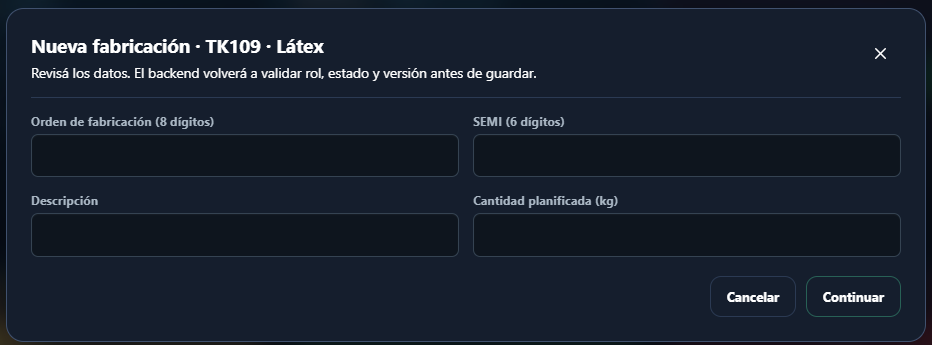 Nueva fabricación · TK109 · Látex
Revisá los datos. El backend volverá a validar rol, estado y versión antes de guardar.
Orden de fabricación (8 dígitos)
SEMI (6 dígitos)
Descripción
Cantidad planificada (kg)
Cancelar
Continuar